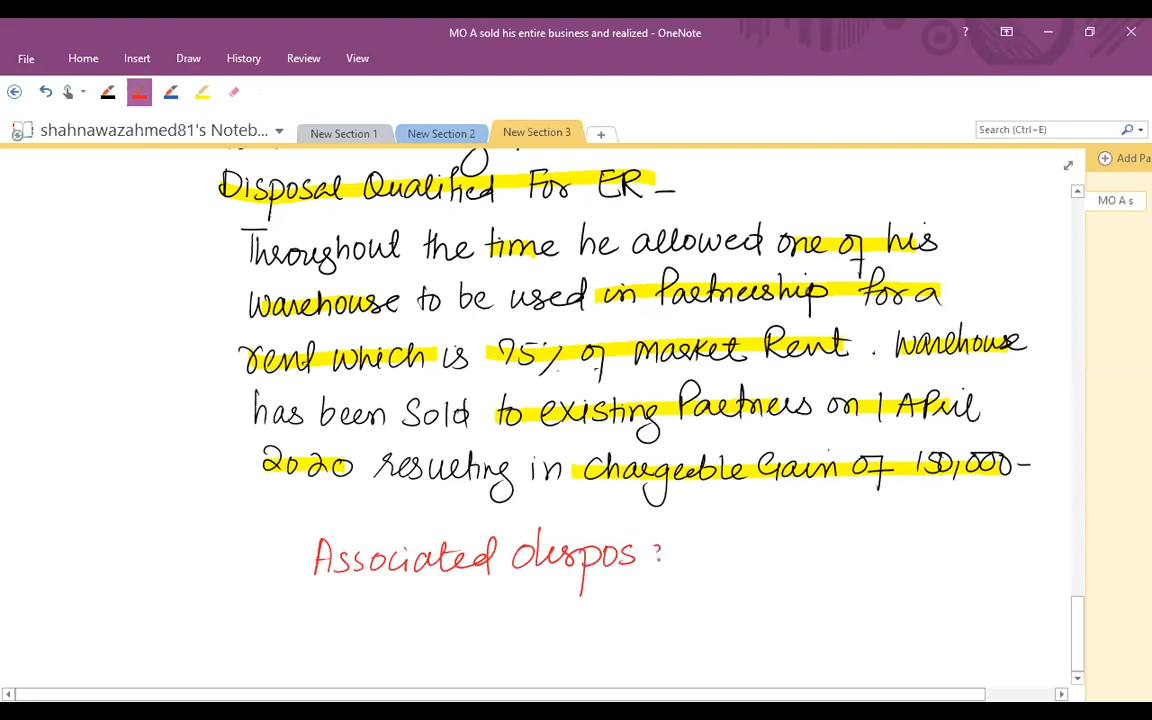 MO A sold his entire business and realized - OneNote
?
File Home Insert Draw History Review View
shahnawazahmed81's Noteb...
New Section 1
New Section 2
New Section 3
+
Search (Ctrl+E)
Add Pa
MO A s
Disposal Qualified For ER -
Throughout the time he allowed one of his
warehouse to be used in Partnership for a
rent which is 75% of market Rent. Warehouse
has been Sold to existing Partners on 1 April
2020 resulting in chargeable Gain of 150,000-
Associated dispos